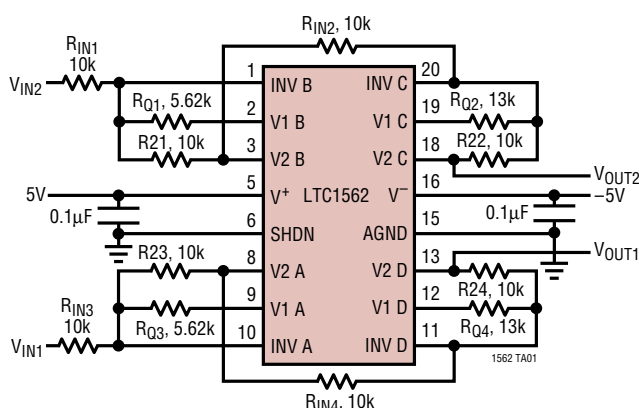 RIN2, 10k
RIN1
10k
VIN2
1
INV B
INV C
20
RQ1, 5.62k
2
V1 B
V1 C
19
RQ2, 13k
R21, 10k
3
V2 B
V2 C
18
R22, 10k
VOUT2
5V
5
V+
LTC1562
V−
16
−5V
0.1µF
6
SHDN
AGND
15
0.1µF
VOUT1
R23, 10k
8
V2 A
V2 D
13
R24, 10k
RIN3
10k
9
V1 A
V1 D
12
RQ3, 5.62k
RQ4, 13k
VIN1
10
INV A
INV D
11
1562 TA01
RIN4, 10k